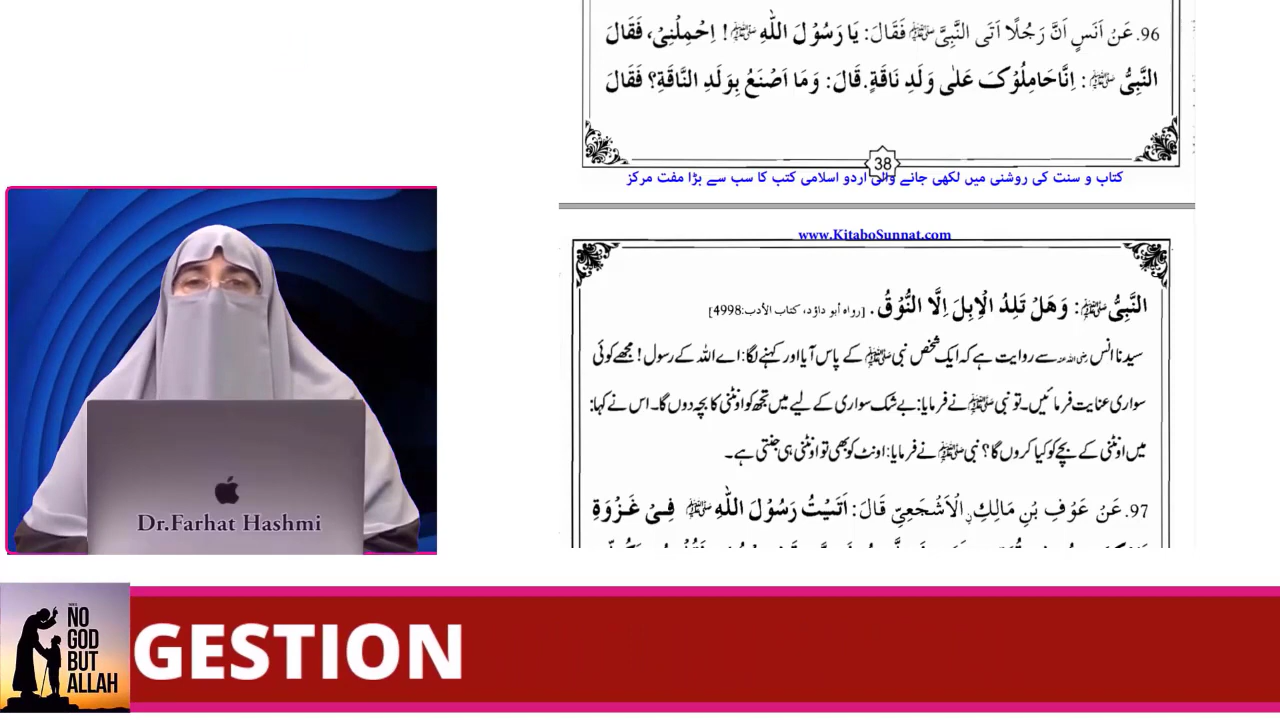 96. عَنْ اَنَسٍ اَنَّ رَجُلًا اَتَى النَّبِىَّ ﷺ فَقَالَ: يَا رَسُوْلَ اللّٰهِ ﷺ! اِحْمِلْنِىْ، فَقَالَ
النَّبِىُّ ﷺ: اِنَّا حَامِلُوْكَ عَلٰى وَلَدِ نَاقَةٍ. قَالَ: وَمَا اَصْنَعُ بِوَلَدِ النَّاقَةِ؟ فَقَالَ
38
کتاب و سنت کی روشنی میں لکھی جانے والی اردو اسلامی کتب کا سب سے بڑا مفت مرکز
www.KitaboSunnat.com
النَّبِىُّ ﷺ: وَهَلْ تَلِدُ الْاِبِلَ اِلَّا النُّوْقُ. [رواه أبو داؤد، كتاب الأدب:4998]
سیدنا انس رضی اللہ عنہ سے روایت ہے کہ ایک شخص نبی ﷺ کے پاس آیا اور کہنے لگا: اے اللہ کے رسول! مجھے کوئی
سواری عنایت فرمائیں۔ تو نبی ﷺ نے فرمایا: بے شک سواری کے لیے میں تجھ کو اونٹنی کا بچہ دوں گا۔ اس نے کہا:
میں اونٹنی کے بچے کو کیا کروں گا؟ نبی ﷺ نے فرمایا: اونٹ کو بھی تو اونٹنی ہی جنتی ہے۔
97. عَنْ عَوْفِ بْنِ مَالِكِ ۣالْاَشْجَعِىِّ قَالَ: اَتَيْتُ رَسُوْلَ اللّٰهِ ﷺ فِىْ غَزْوَةِ
Dr.Farhat Hashmi
NO
GOD
BUT
ALLAH
GESTION